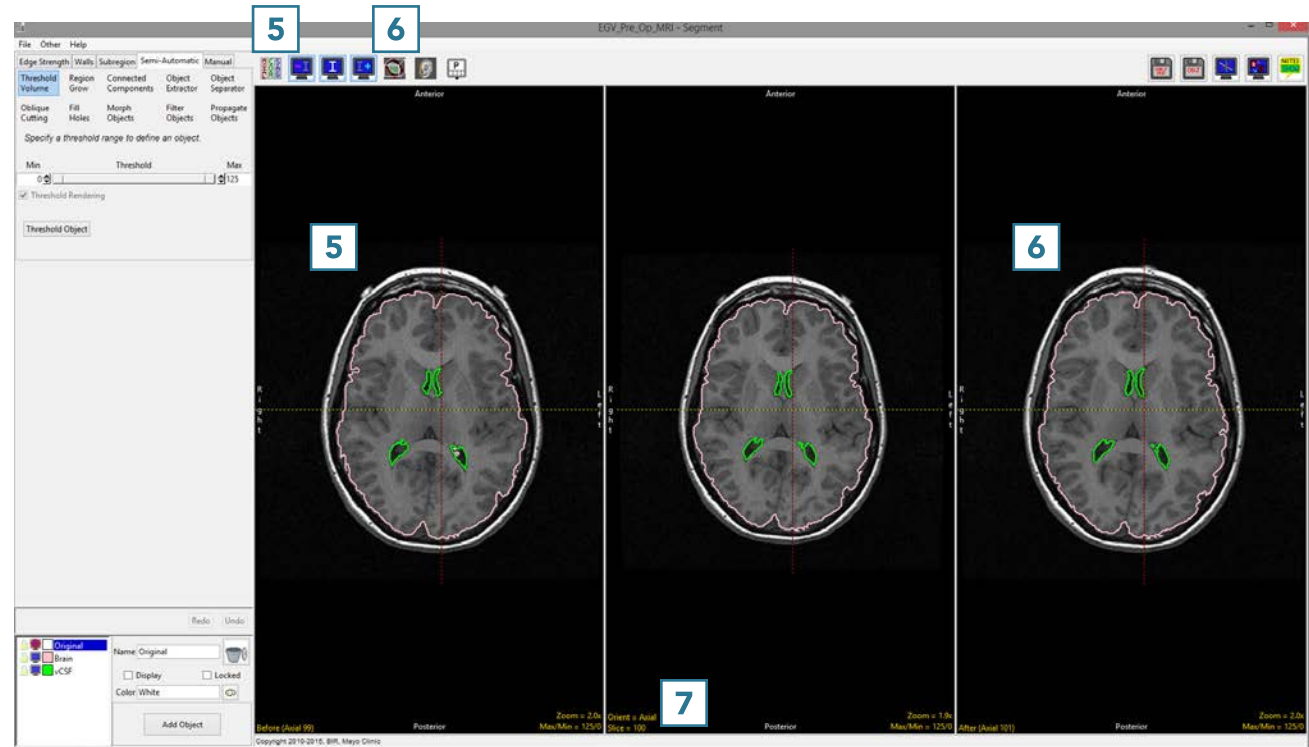 5
6
EGV_Pre_Op_MRI - Segment
File Other Help
Edge Strength Walls Subregion Semi-Automatic Manual
Threshold Volume
Region Grow
Connected Components
Object Extractor
Object Separator
Oblique Cutting
Fill Holes
Morph Objects
Filter Objects
Propagate Objects
Specify a threshold range to define an object.
Min Threshold Max
0 125
Threshold Rendering
Threshold Object
Redo Undo
Original
Brain
vCSF
Name Original
Display Locked
Color White
Add Object
P
NOTES
Anterior
5
Right
Left
Before (Axial 99)
Posterior
Zoom = 2.0x
Max/Min = 125/0
Anterior
Right
Left
7
Orient = Axial
Slice = 100
Posterior
Zoom = 1.9x
Max/Min = 125/0
Anterior
6
Right
Left
After (Axial 101)
Posterior
Zoom = 2.0x
Max/Min = 125/0
Copyright 2010-2015, BIR, Mayo Clinic